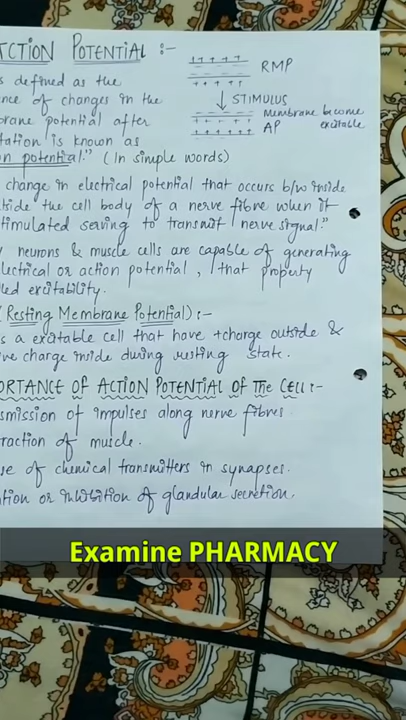 ACTION POTENTIAL :-
s defined as the
ence of changes in the
brane potential after
tation is known as
on potential." (In simple words)
+ + + + +
- - - - -
- - - - -
+ + + + +
RMP
STIMULUS
Membrane become
excitable
AP
change in electrical potential that occurs b/w inside
tside the cell body of a nerve fibre when it
stimulated serving to transmit nerve signal."
y neurons & muscle cells are capable of generating
lectrical or action potential, that property
led excitability.
(Resting Membrane Potential) :-
s a excitable cell that have +charge outside &
ve charge inside during resting state.
ORTANCE OF ACTION POTENTIAL OF The CELL :-
smission of impulses along nerve fibres
raction of muscle.
se of chemical transmitters in synapses.
ation or inhibition of glandular secretion.
Examine PHARMACY